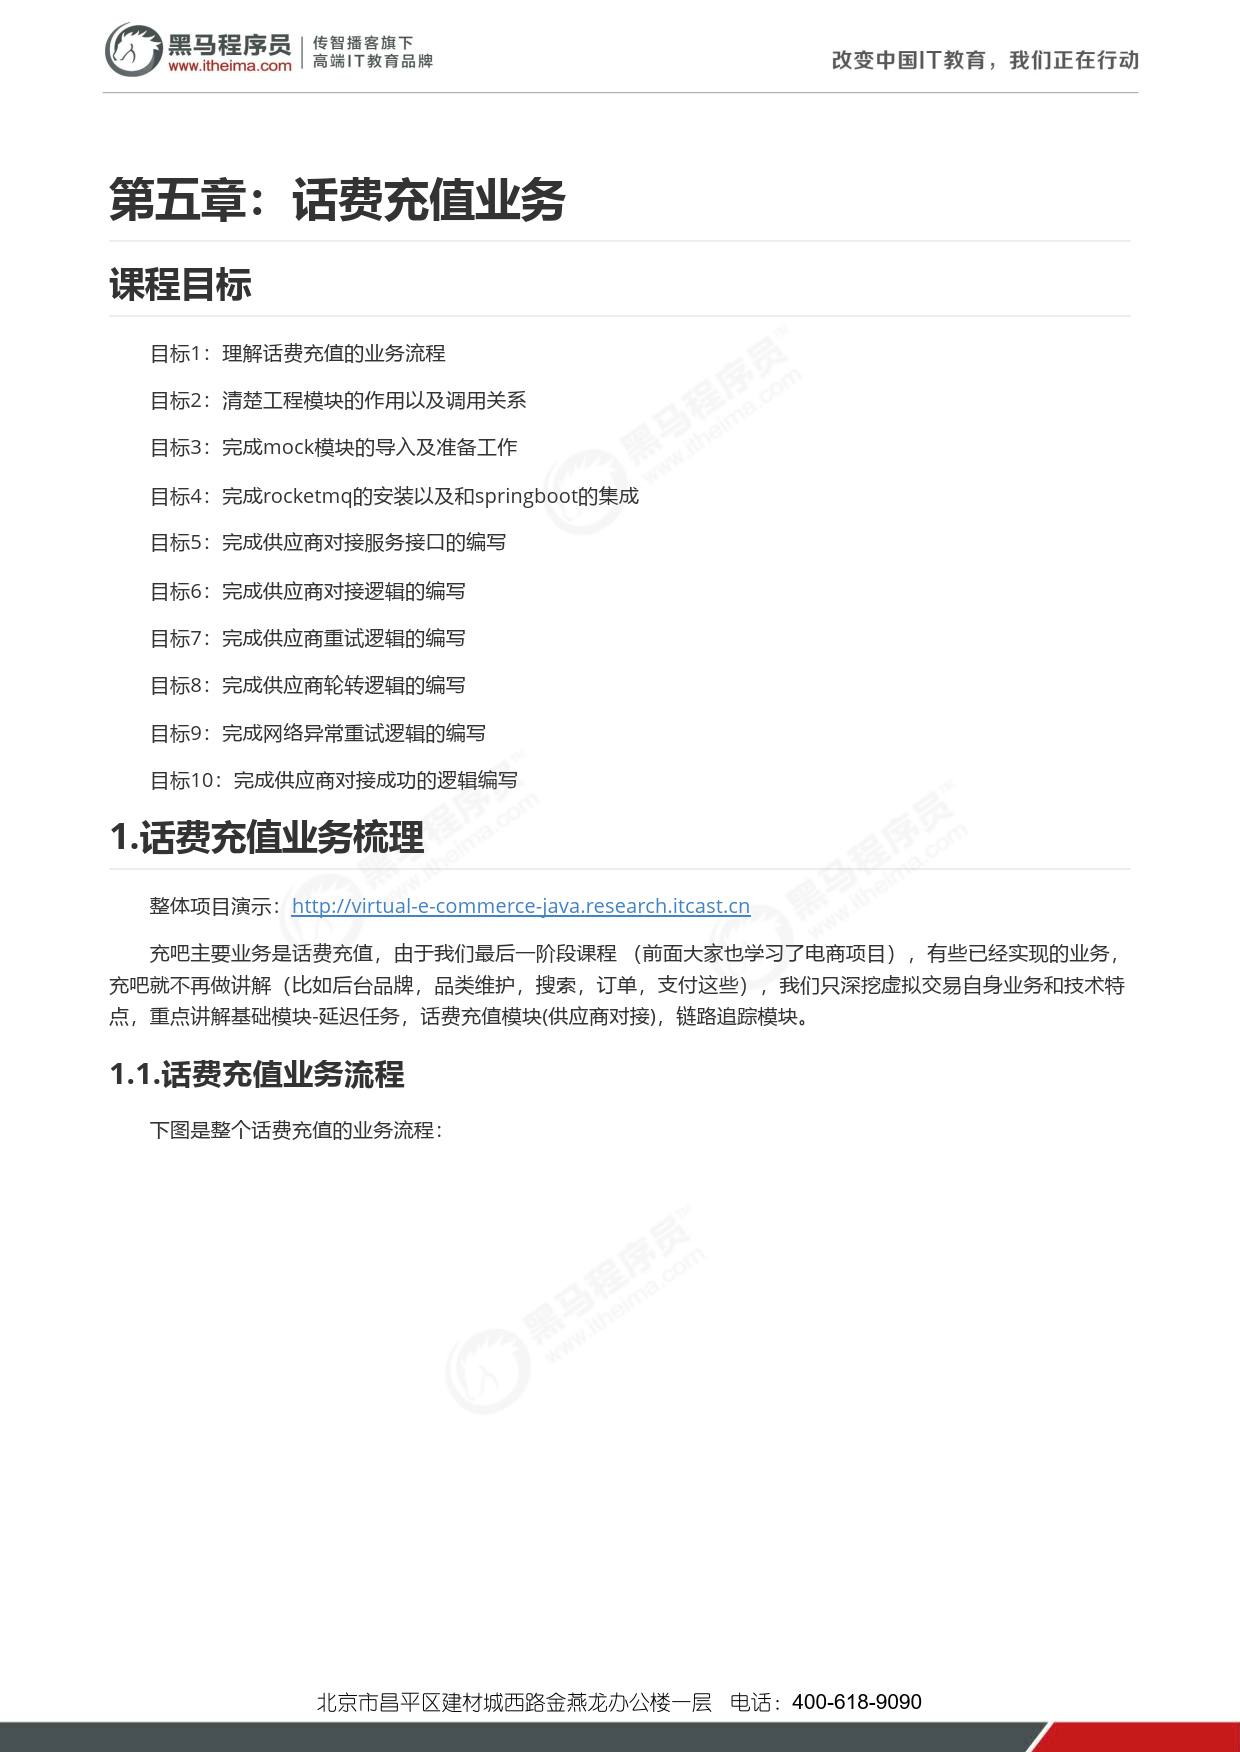 黑马程序员
www.itheima.com
传智播客旗下
高端IT教育品牌
改变中国IT教育，我们正在行动
第五章：话费充值业务
课程目标
目标1：理解话费充值的业务流程
目标2：清楚工程模块的作用以及调用关系
目标3：完成mock模块的导入及准备工作
目标4：完成rocketmq的安装以及和springboot的集成
目标5：完成供应商对接服务接口的编写
目标6：完成供应商对接逻辑的编写
目标7：完成供应商重试逻辑的编写
目标8：完成供应商轮转逻辑的编写
目标9：完成网络异常重试逻辑的编写
目标10：完成供应商对接成功的逻辑编写
1.话费充值业务梳理
整体项目演示：http://virtual-e-commerce-java.research.itcast.cn
充吧主要业务是话费充值，由于我们最后一阶段课程 （前面大家也学习了电商项目），有些已经实现的业务，
充吧就不再做讲解（比如后台品牌，品类维护，搜索，订单，支付这些），我们只深挖虚拟交易自身业务和技术特
点，重点讲解基础模块-延迟任务，话费充值模块(供应商对接)，链路追踪模块。
1.1.话费充值业务流程
下图是整个话费充值的业务流程：
北京市昌平区建材城西路金燕龙办公楼一层 电话：400-618-9090